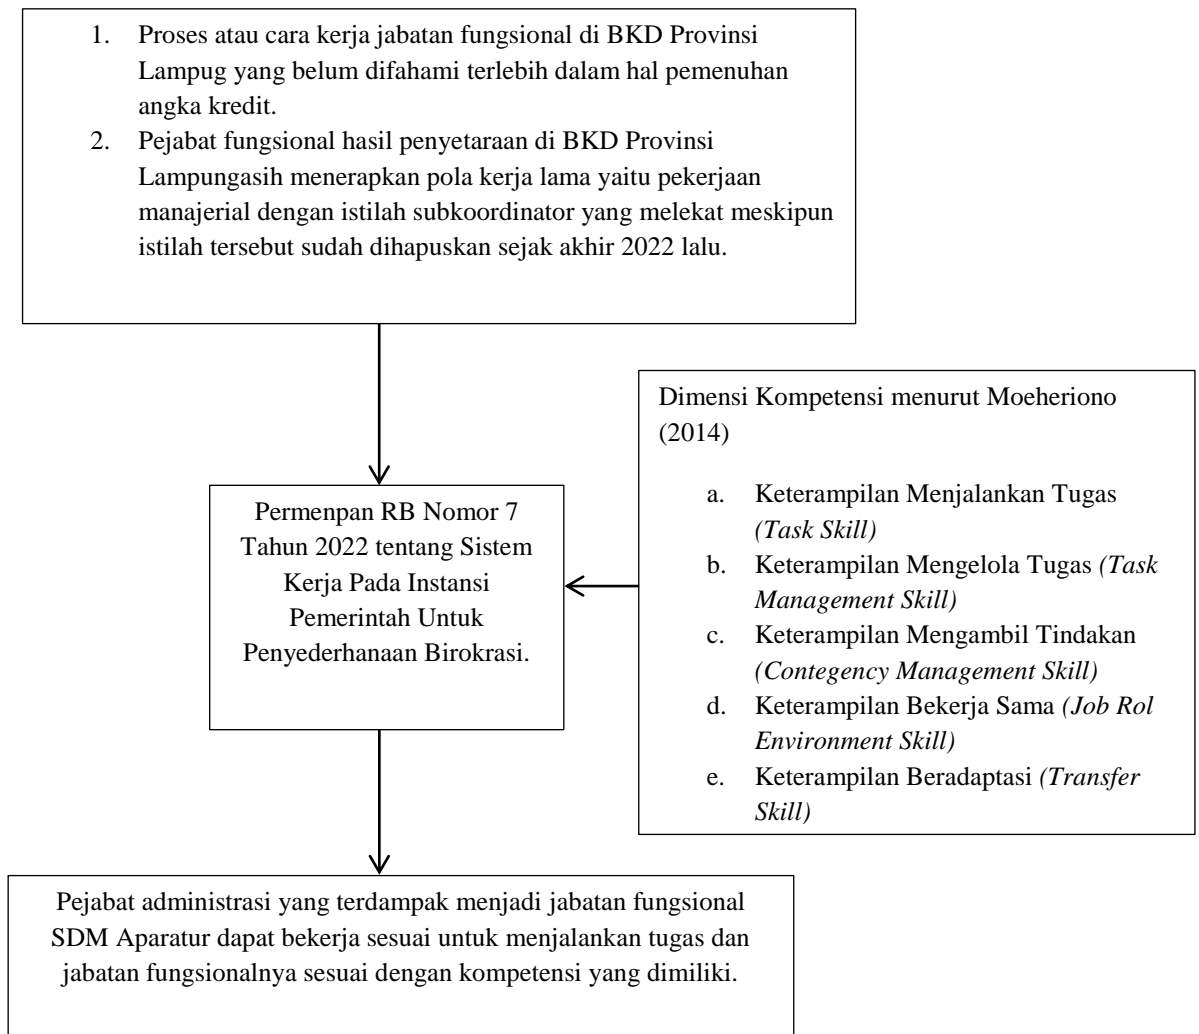 1. Proses atau cara kerja jabatan fungsional di BKD Provinsi
Lampug yang belum difahami terlebih dalam hal pemenuhan
angka kredit.
2. Pejabat fungsional hasil penyetaraan di BKD Provinsi
Lampungasih menerapkan pola kerja lama yaitu pekerjaan
manajerial dengan istilah subkoordinator yang melekat meskipun
istilah tersebut sudah dihapuskan sejak akhir 2022 lalu.
Dimensi Kompetensi menurut Moeheriono
(2014)
a. Keterampilan Menjalankan Tugas
(Task Skill)
b. Keterampilan Mengelola Tugas (Task
Management Skill)
c. Keterampilan Mengambil Tindakan
(Contegency Management Skill)
d. Keterampilan Bekerja Sama (Job Rol
Environment Skill)
e. Keterampilan Beradaptasi (Transfer
Skill)
Permenpan RB Nomor 7
Tahun 2022 tentang Sistem
Kerja Pada Instansi
Pemerintah Untuk
Penyederhanaan Birokrasi.
Pejabat administrasi yang terdampak menjadi jabatan fungsional
SDM Aparatur dapat bekerja sesuai untuk menjalankan tugas dan
jabatan fungsionalnya sesuai dengan kompetensi yang dimiliki.